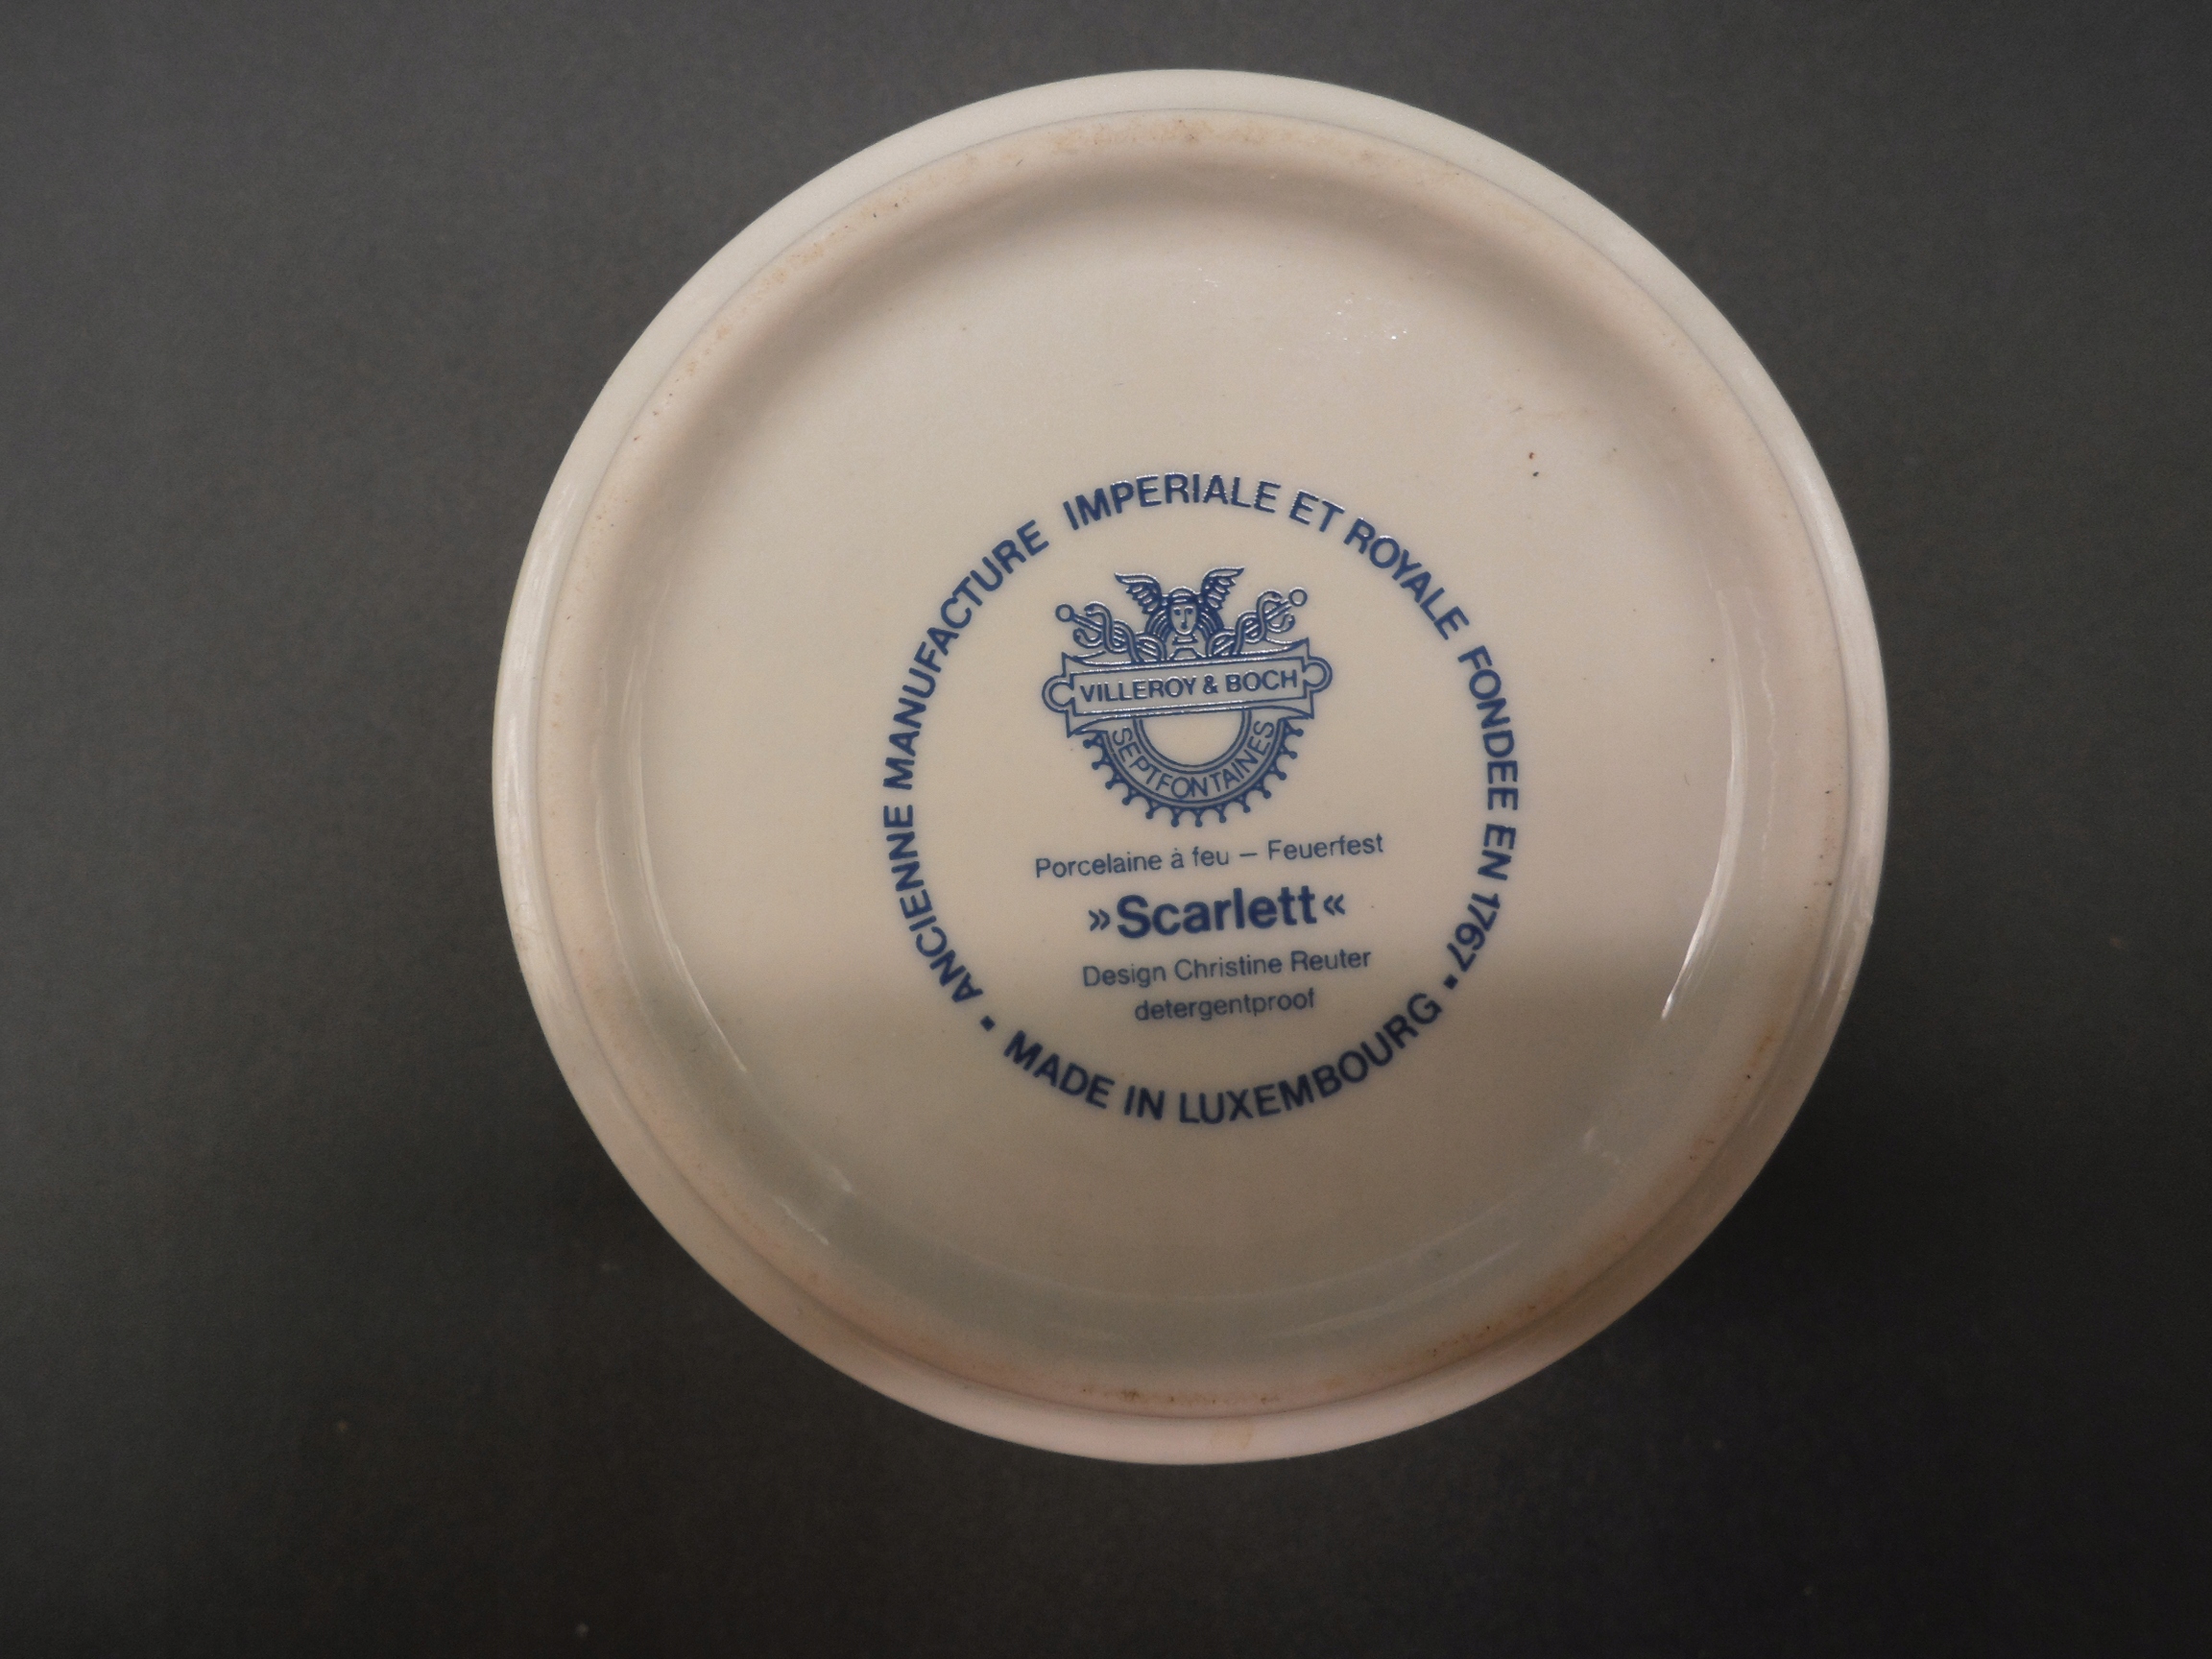 ANCIENNE MANUFACTURE IMPERIALE ET ROYALE FONDEE EN 1767 ▪
VILLEROY & BOCH
SEPTFONTAINES
Porcelaine à feu – Feuerfest
»Scarlett«
Design Christine Reuter
detergentproof
▪ MADE IN LUXEMBOURG